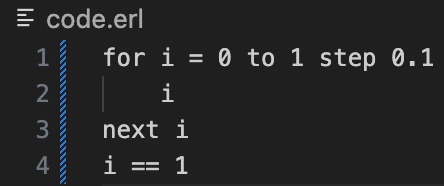 code.erl
1 for i = 0 to 1 step 0.1
2 i
3 next i
4 i == 1